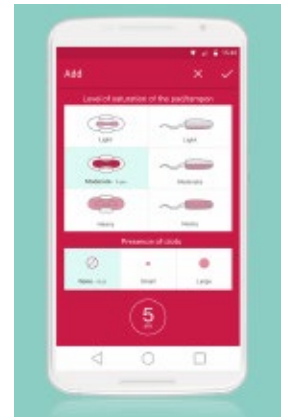 Add
Level of saturation of the pad/tampon
Light Light
Moderate Moderate
Heavy Heavy
Presence of clots
None Small Large
5